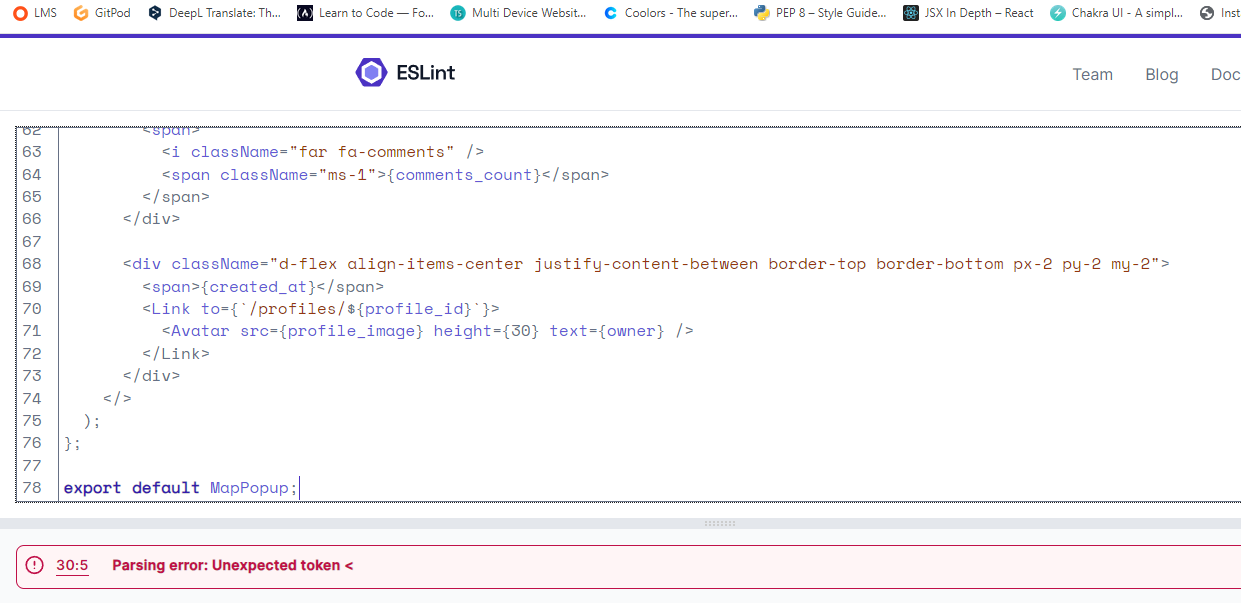 LMS GitPod DeepL Translate: Th... Learn to Code — Fo... TS Multi Device Websit... Coolors - The super... PEP 8 – Style Guide... JSX In Depth – React Chakra UI - A simpl... Inst
ESLint Team Blog Doc
62 <span>
63 <i className="far fa-comments" />
64 <span className="ms-1">{comments_count}</span>
65 </span>
66 </div>
67
68 <div className="d-flex align-items-center justify-content-between border-top border-bottom px-2 py-2 my-2">
69 <span>{created_at}</span>
70 <Link to={`/profiles/${profile_id}`}>
71 <Avatar src={profile_image} height={30} text={owner} />
72 </Link>
73 </div>
74 </>
75 );
76 };
77
78 export default MapPopup;
30:5 Parsing error: Unexpected token <